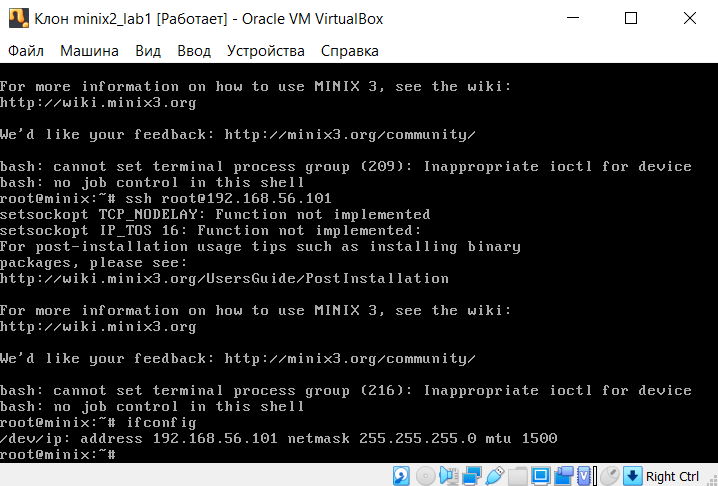 Клон minix2_lab1 [Работает] - Oracle VM VirtualBox
Файл Машина Вид Ввод Устройства Справка
For more information on how to use MINIX 3, see the wiki:
http://wiki.minix3.org
We'd like your feedback: http://minix3.org/community/
bash: cannot set terminal process group (209): Inappropriate ioctl for device
bash: no job control in this shell
root@minix:~# ssh root@192.168.56.101
setsockopt TCP_NODELAY: Function not implemented
setsockopt IP_TOS 16: Function not implemented:
For post-installation usage tips such as installing binary
packages, please see:
http://wiki.minix3.org/UsersGuide/PostInstallation
For more information on how to use MINIX 3, see the wiki:
http://wiki.minix3.org
We'd like your feedback: http://minix3.org/community/
bash: cannot set terminal process group (216): Inappropriate ioctl for device
bash: no job control in this shell
root@minix:~# ifconfig
/dev/ip: address 192.168.56.101 netmask 255.255.255.0 mtu 1500
root@minix:~#
Right Ctrl